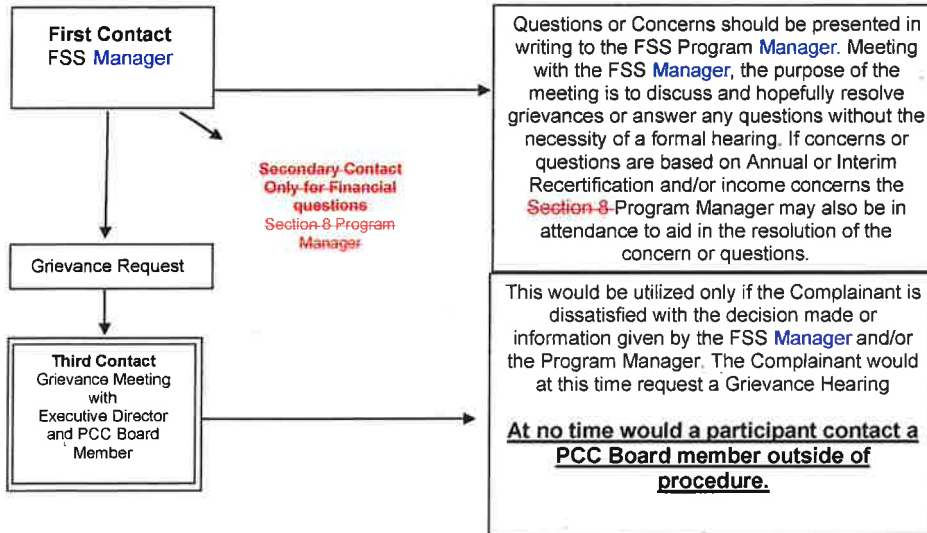 First Contact
FSS Manager
Questions or Concerns should be presented in
writing to the FSS Program Manager. Meeting
with the FSS Manager, the purpose of the
meeting is to discuss and hopefully resolve
grievances or answer any questions without the
necessity of a formal hearing. If concerns or
questions are based on Annual or Interim
Recertification and/or income concerns the
Section 8 Program Manager may also be in
attendance to aid in the resolution of the
concern or questions.
Secondary Contact
Only for Financial
questions
Section 8 Program
Manager
Grievance Request
Third Contact
Grievance Meeting
with
Executive Director
and PCC Board
Member
This would be utilized only if the Complainant is
dissatisfied with the decision made or
information given by the FSS Manager and/or
the Program Manager. The Complainant would
at this time request a Grievance Hearing
At no time would a participant contact a
PCC Board member outside of
procedure.